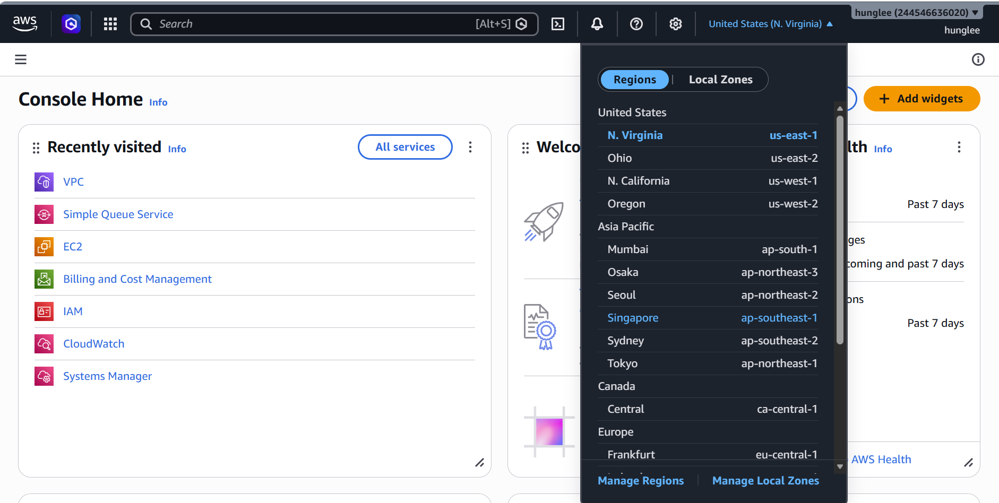 aws
Search
[Alt+S]
United States (N. Virginia)
hunglee (244546636020)
hunglee
Regions
Local Zones
Console Home
Info
Add widgets
Recently visited
Info
All services
VPC
Simple Queue Service
EC2
Billing and Cost Management
IAM
CloudWatch
Systems Manager
Welco
United States
N. Virginia us-east-1
Ohio us-east-2
N. California us-west-1
Oregon us-west-2
Asia Pacific
Mumbai ap-south-1
Osaka ap-northeast-3
Seoul ap-northeast-2
Singapore ap-southeast-1
Sydney ap-southeast-2
Tokyo ap-northeast-1
Canada
Central ca-central-1
Europe
Frankfurt eu-central-1
Manage Regions
Manage Local Zones
lth
Info
Past 7 days
ges
coming and past 7 days
ons
Past 7 days
AWS Health